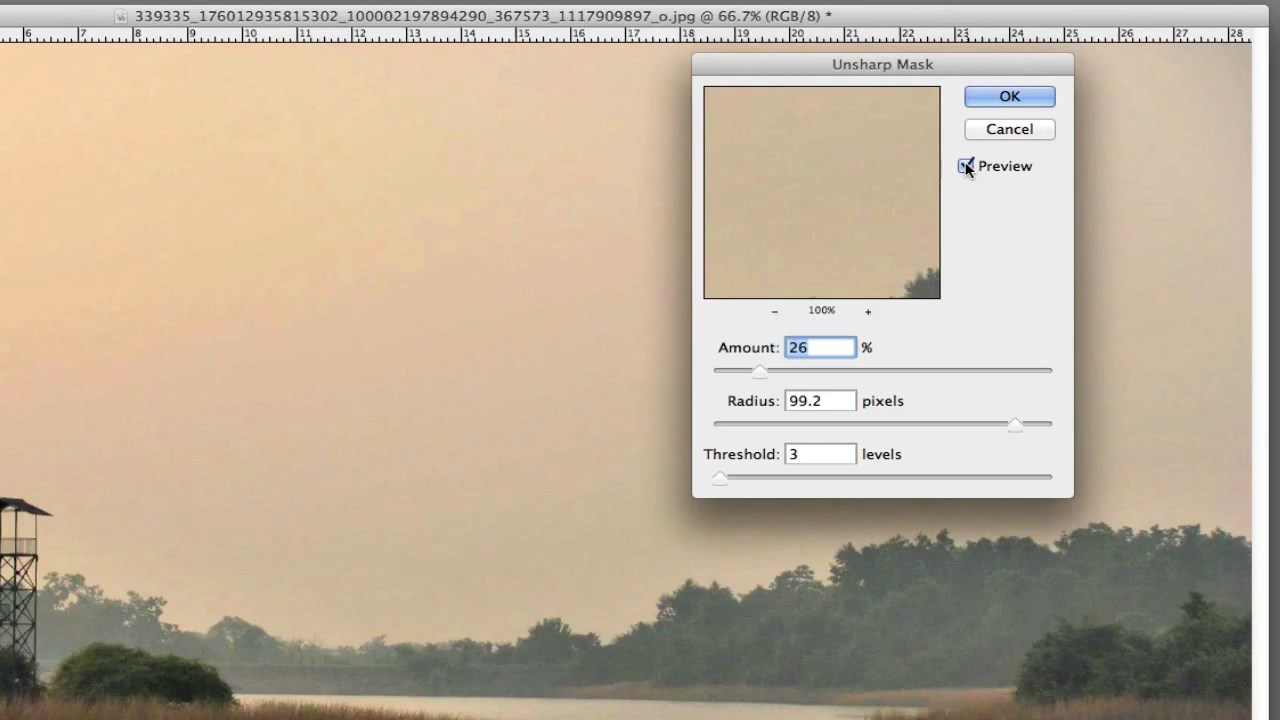 339335_176012935815302_100002197894290_367573_1117909897_o.jpg @ 66.7% (RGB/8) *
6 7 8 9 10 11 12 13 14 15 16 17 18 19 20 21 22 23 24 25 26 27 28
Unsharp Mask
OK
Cancel
Preview
− 100% +
Amount: 26 %
Radius: 99.2 pixels
Threshold: 3 levels